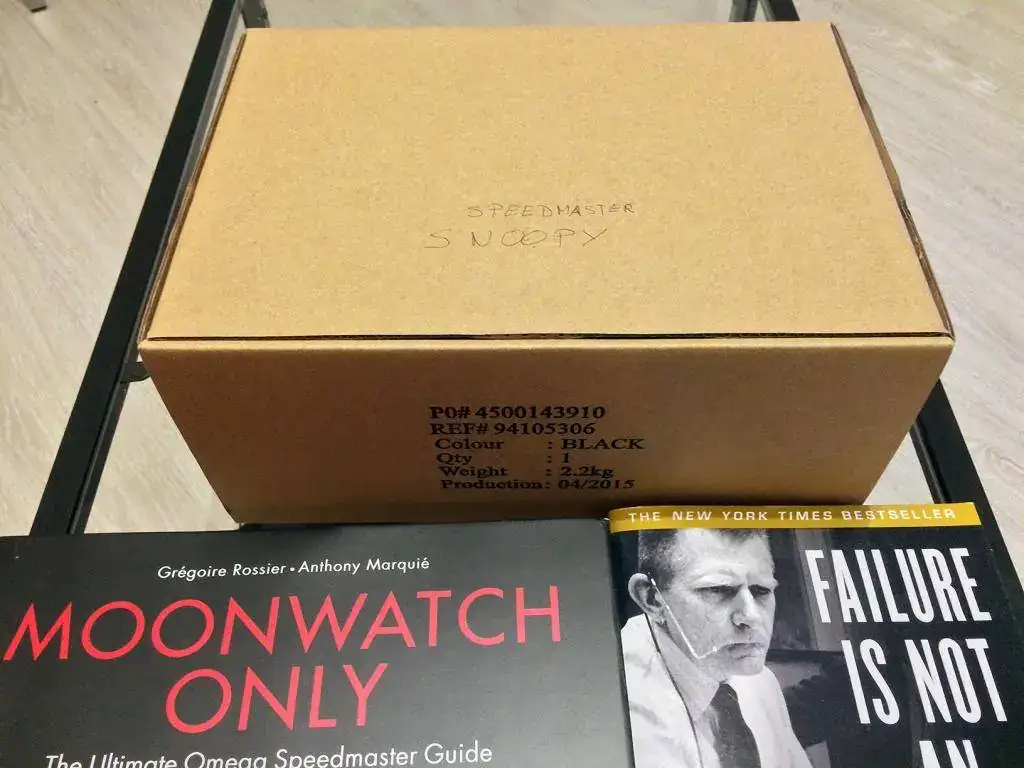 SPEEDMASTER
SNOOPY
PO# 4500143910
REF# 94105306
Colour : BLACK
Qty : 1
Weight : 2.2kg
Production: 04/2015
Grégoire Rossier • Anthony Marquié
MOONWATCH
ONLY
The Ultimate Omega Speedmaster Guide
THE NEW YORK TIMES BESTSELLER
FAILURE
IS NOT
AN